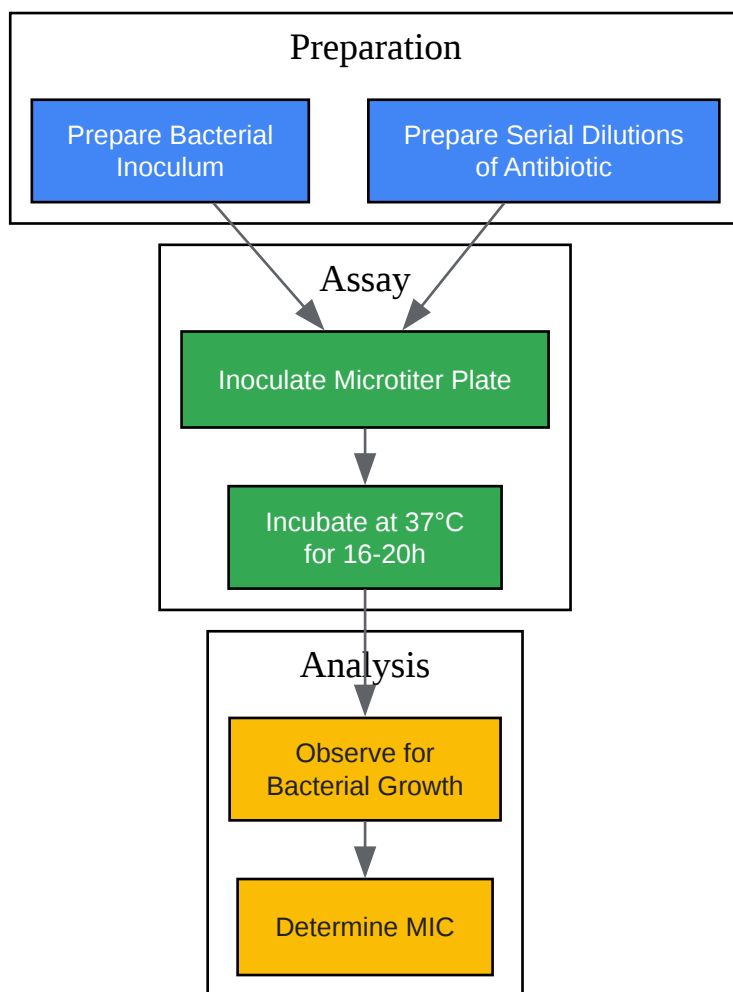 Preparation
Prepare Bacterial
Inoculum
Prepare Serial Dilutions
of Antibiotic
Assay
Inoculate Microtiter Plate
Incubate at 37°C
for 16-20h
Analysis
Observe for
Bacterial Growth
Determine MIC